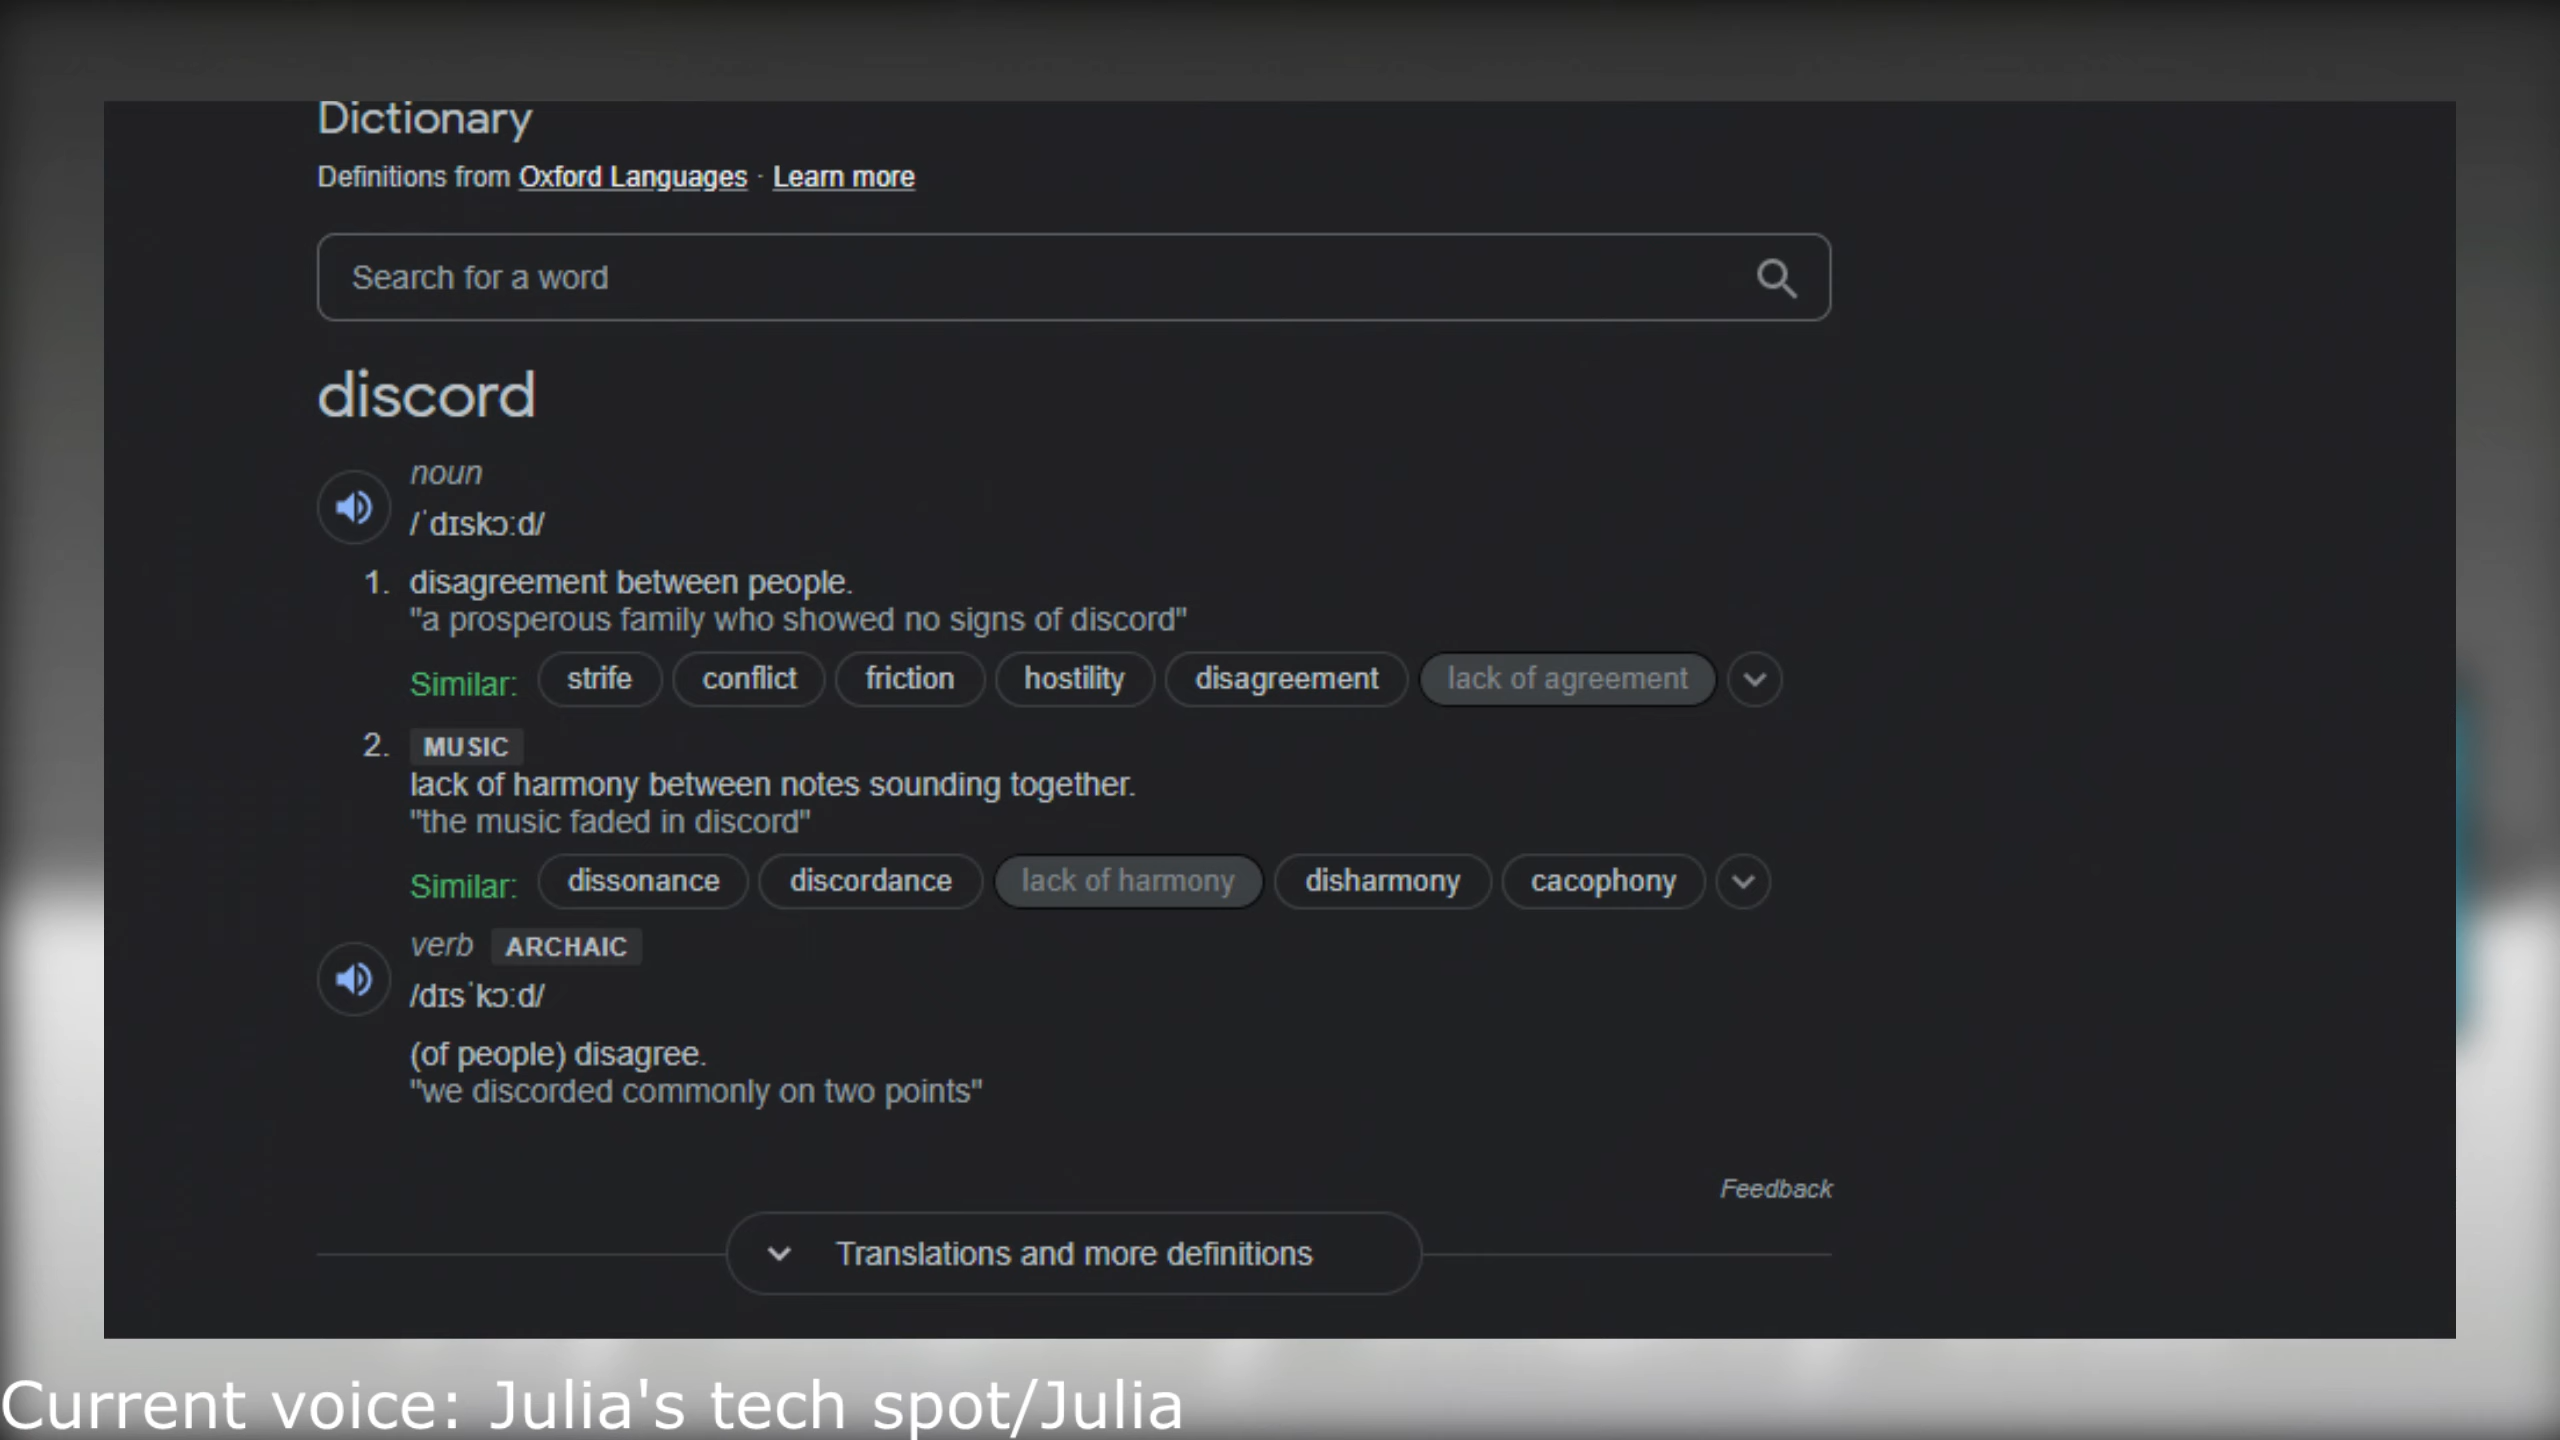 Dictionary
Definitions from Oxford Languages · Learn more
Search for a word
discord
noun
/ˈdɪskɔːd/
1. disagreement between people.
"a prosperous family who showed no signs of discord"
Similar: strife conflict friction hostility disagreement lack of agreement
2. MUSIC
lack of harmony between notes sounding together.
"the music faded in discord"
Similar: dissonance discordance lack of harmony disharmony cacophony
verb ARCHAIC
/dɪsˈkɔːd/
(of people) disagree.
"we discorded commonly on two points"
Feedback
Translations and more definitions
Current voice: Julia's tech spot/Julia